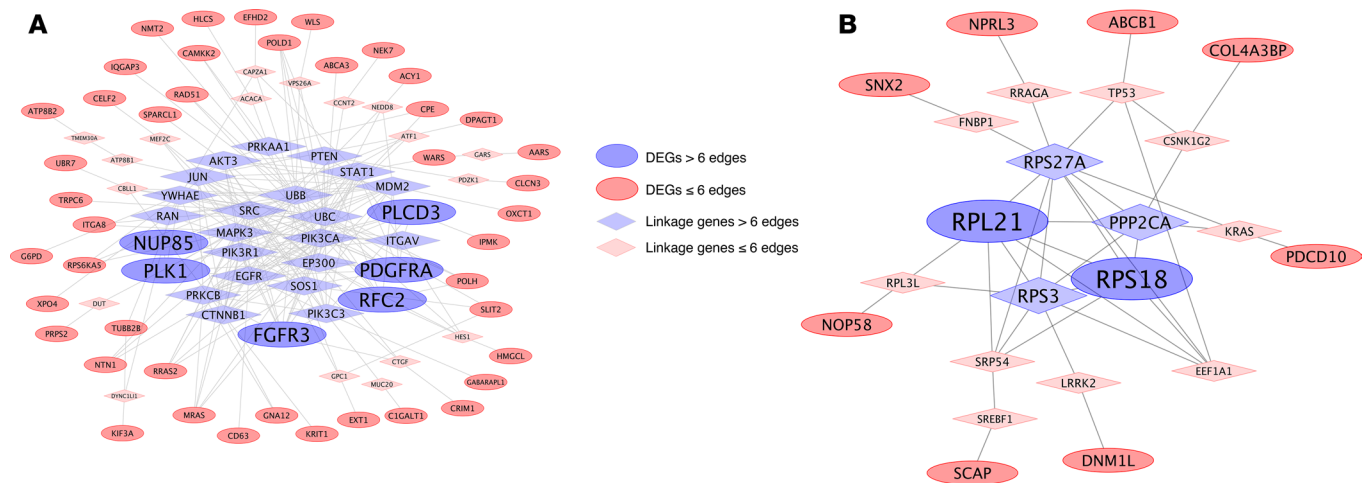 A
B
HLCS
EFHD2
WLS
NMT2
POLD1
CAMKK2
ABCA3
NEK7
IQGAP3
CAPZA1
VPS26A
ACY1
CELF2
RAD51
ACACA
CCNT2
NEDD8
ATP8B2
SPARCL1
CPE
DPAGT1
TMEM30A
MEF2C
ATF1
PRKAA1
PTEN
UBR7
ATP8B1
AKT3
WARS
GARS
AARS
JUN
STAT1
PDZK1
CLCN3
CBLL1
YWHAE
UBB
MDM2
TRPC6
RAN
SRC
UBC
PLCD3
OXCT1
ITGA8
MAPK3
PIK3CA
ITGAV
IPMK
NUP85
G6PD
RPS6KA5
PIK3R1
EP300
PLK1
EGFR
PDGFRA
POLH
XPO4
DUT
PRKCB
SOS1
RFC2
SLIT2
PRPS2
TUBB2B
CTNNB1
PIK3C3
FGFR3
HES1
HMGCL
NTN1
RRAS2
CTGF
GPC1
MUC20
GABARAPL1
DYNC1LI1
MRAS
GNA12
EXT1
C1GALT1
CRIM1
KIF3A
CD63
KRIT1
DEGs > 6 edges
DEGs ≤ 6 edges
Linkage genes > 6 edges
Linkage genes ≤ 6 edges
NPRL3
ABCB1
COL4A3BP
SNX2
RRAGA
TP53
FNBP1
CSNK1G2
RPS27A
RPL21
PPP2CA
KRAS
PDCD10
RPS18
RPL3L
RPS3
NOP58
SRP54
LRRK2
EEF1A1
SREBF1
SCAP
DNM1L